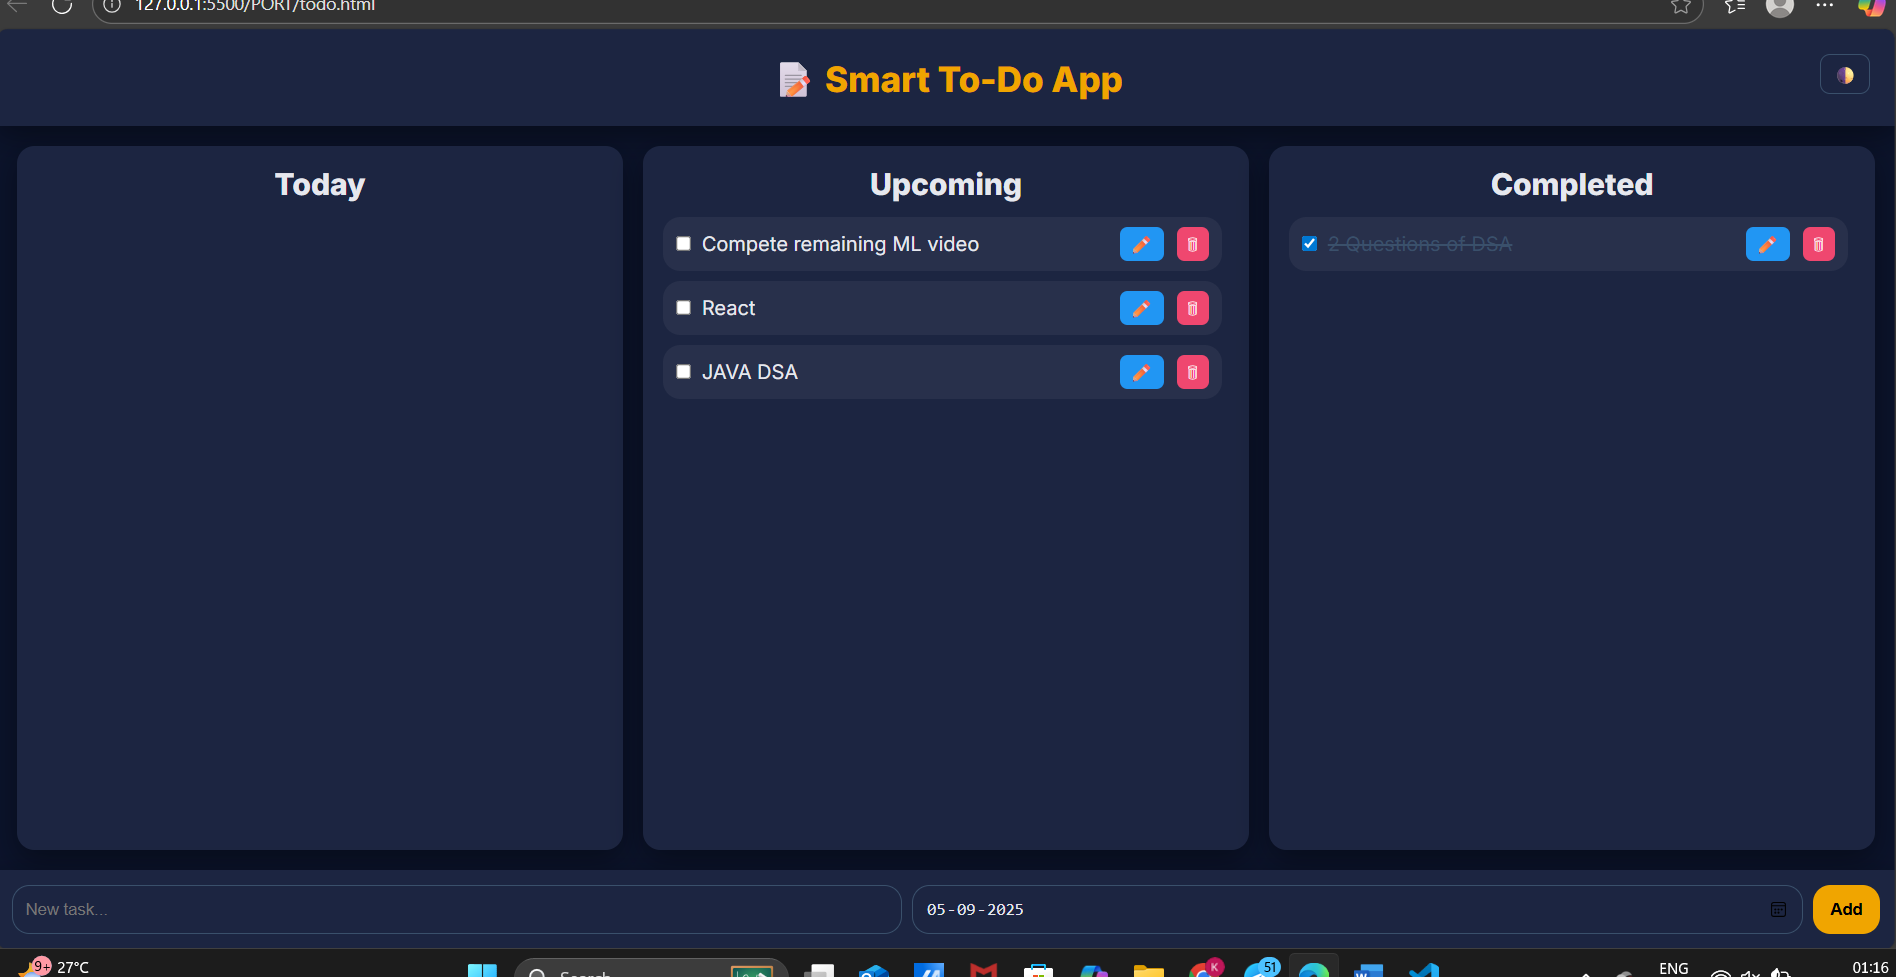 127.0.0.1:5500/PORT/todo.html
Smart To-Do App
Today
Upcoming
Compete remaining ML video
React
JAVA DSA
Completed
2 Questions of DSA
New task...
05-09-2025
Add
9+
27°C
Search
K
51
ENG
01:16